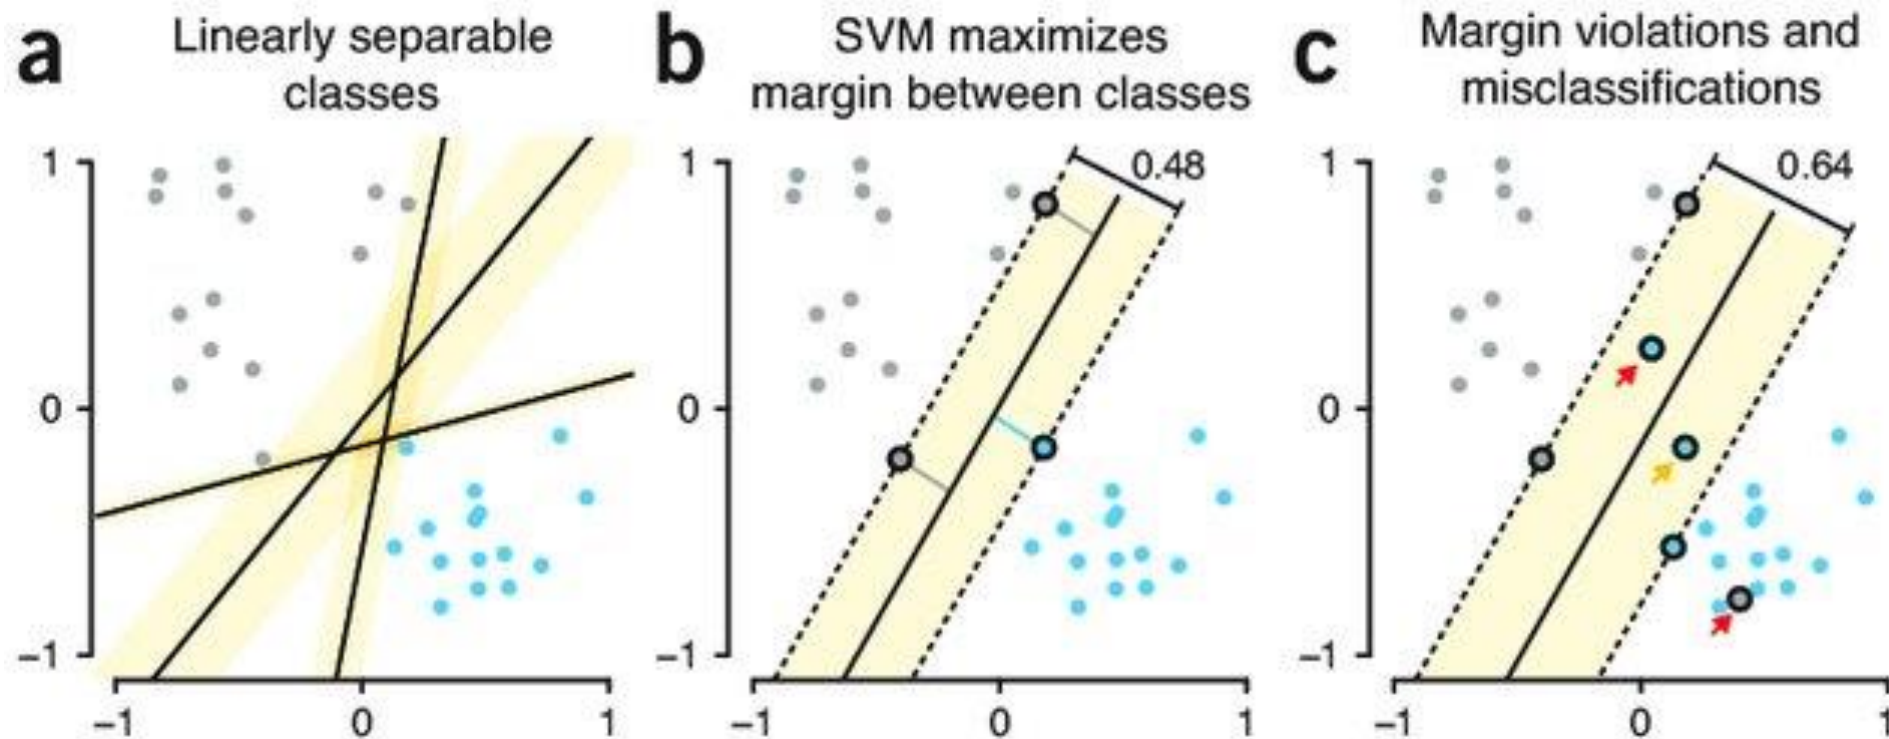 a
Linearly separable
classes
1
0
−1
−1 0 1
b
SVM maximizes
margin between classes
0.48
1
0
−1
−1 0 1
c
Margin violations and
misclassifications
0.64
1
0
−1
−1 0 1